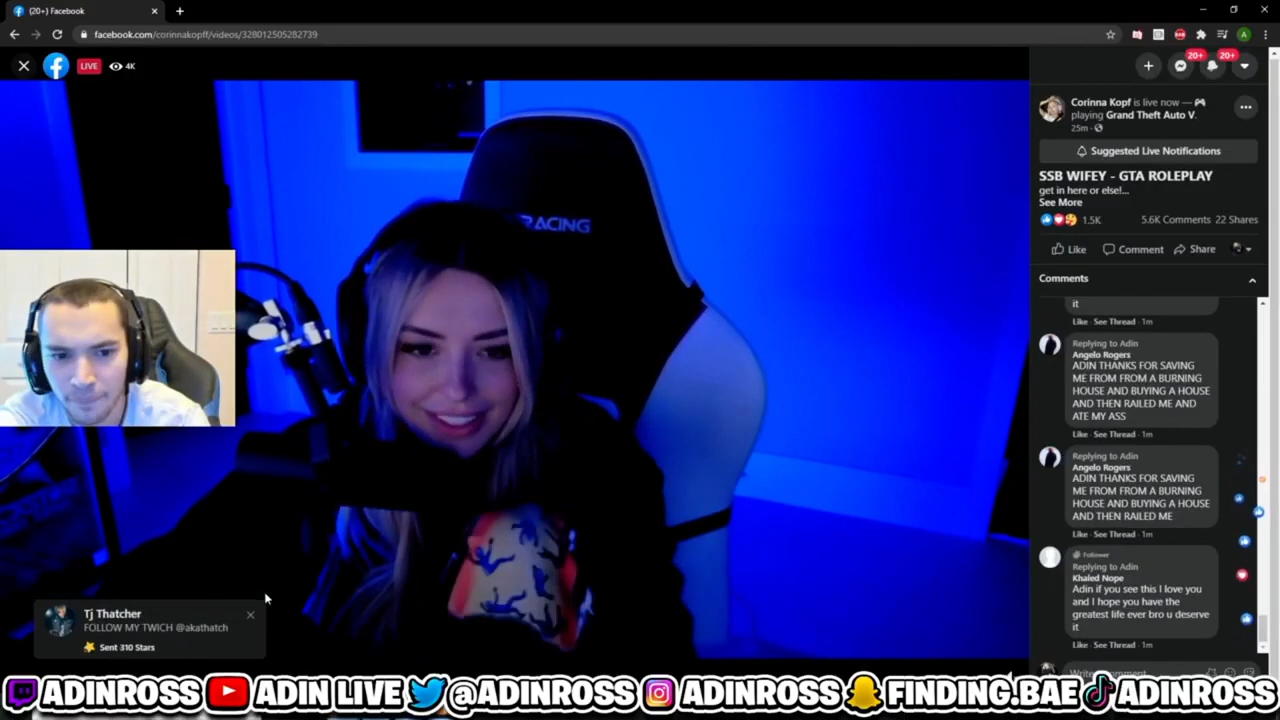 (20+) Facebook
facebook.com/corinnakopff/videos/328012505282739
LIVE
4K
20+
20+
Corinna Kopf is live now —
playing Grand Theft Auto V.
25m
Suggested Live Notifications
SSB WIFEY - GTA ROLEPLAY
get in here or else!...
See More
1.5K
5.6K Comments 22 Shares
Like
Comment
Share
Comments
it
Like · See Thread · 1m
Replying to Adin
Angelo Rogers
ADIN THANKS FOR SAVING
ME FROM FROM A BURNING
HOUSE AND BUYING A HOUSE
AND THEN RAILED ME AND
ATE MY ASS
Like · See Thread · 1m
Replying to Adin
Angelo Rogers
ADIN THANKS FOR SAVING
ME FROM FROM A BURNING
HOUSE AND BUYING A HOUSE
AND THEN RAILED ME
Like · See Thread · 1m
Follower
Replying to Adin
Khaled Nope
Adin if you see this I love you
and I hope you have the
greatest life ever bro u deserve
it
Like · See Thread · 1m
RACING
Tj Thatcher
FOLLOW MY TWICH @akathatch
Sent 310 Stars
ADINROSS ADIN LIVE @ADINROSS ADINROSS FINDING.BAE ADINROSS